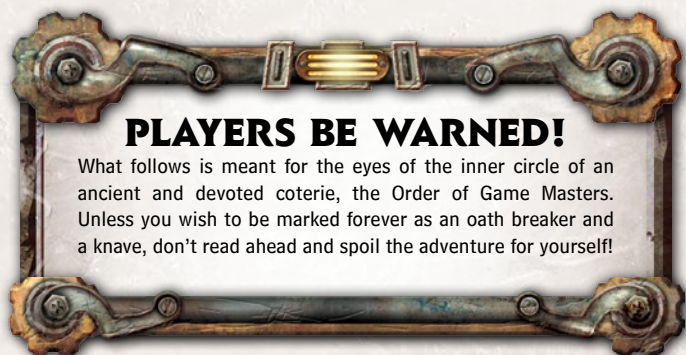 PLAYERS BE WARNED!
What follows is meant for the eyes of the inner circle of an
ancient and devoted coterie, the Order of Game Masters.
Unless you wish to be marked forever as an oath breaker and
a knave, don’t read ahead and spoil the adventure for yourself!